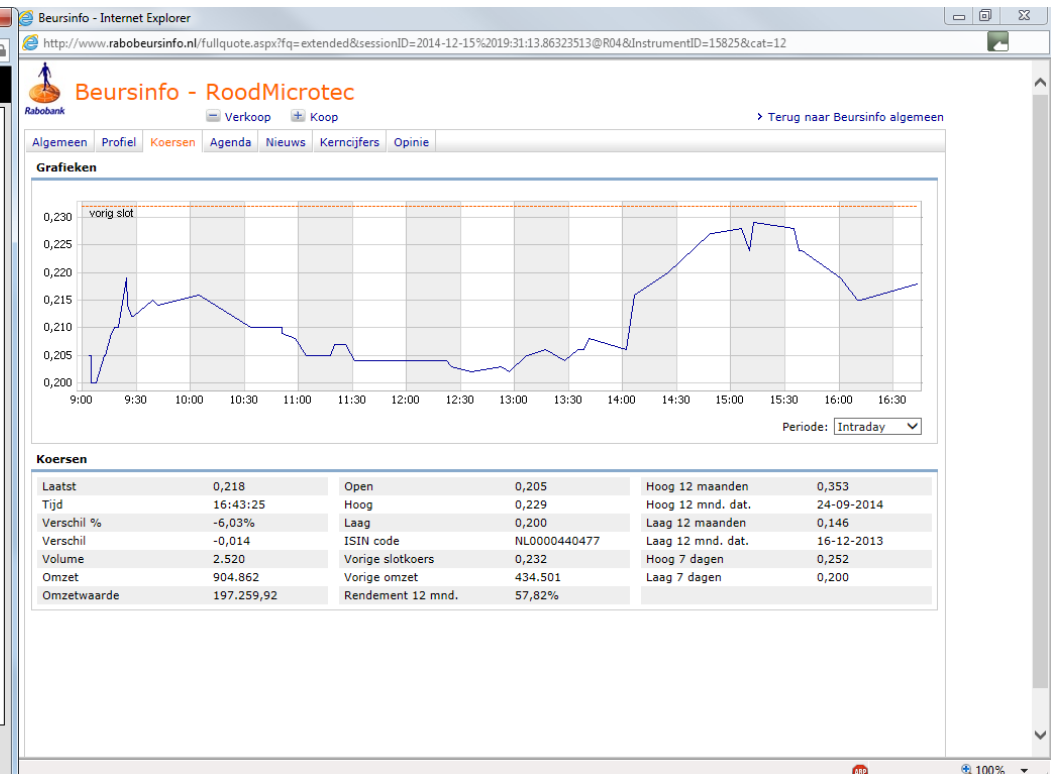 Beursinfo - Internet Explorer
http://www.rabobeursinfo.nl/fullquote.aspx?fq=extended&sessionID=2014-12-15%2019:31:13.86323513@R04&InstrumentID=15825&cat=12
Rabobank
Beursinfo - RoodMicrotec
Verkoop Koop
Terug naar Beursinfo algemeen
Algemeen Profiel Koersen Agenda Nieuws Kerncijfers Opinie
Grafieken
vorig slot
0,230
0,225
0,220
0,215
0,210
0,205
0,200
9:00 9:30 10:00 10:30 11:00 11:30 12:00 12:30 13:00 13:30 14:00 14:30 15:00 15:30 16:00 16:30
Periode: Intraday
Koersen
Laatst 0,218 Open 0,205 Hoog 12 maanden 0,353
Tijd 16:43:25 Hoog 0,229 Hoog 12 mnd. dat. 24-09-2014
Verschil % -6,03% Laag 0,200 Laag 12 maanden 0,146
Verschil -0,014 ISIN code NL0000440477 Laag 12 mnd. dat. 16-12-2013
Volume 2.520 Vorige slotkoers 0,232 Hoog 7 dagen 0,252
Omzet 904.862 Vorige omzet 434.501 Laag 7 dagen 0,200
Omzetwaarde 197.259,92 Rendement 12 mnd. 57,82%
ABP
100%